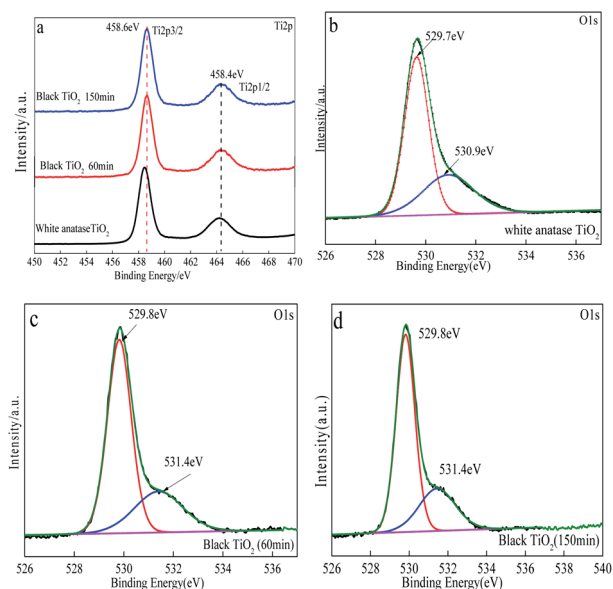 a
458.6eV
Ti2p3/2
Ti2p
458.4eV
Ti2p1/2
Black TiO₂ 150min
Black TiO₂ 60min
White anataseTiO₂
Intensity/a.u.
450 452 454 456 458 460 462 464 466 468 470
Binding Energy/eV
b
O1s
529.7eV
530.9eV
white anatase TiO₂
Intensity/a.u.
526 528 530 532 534 536
Binding Energy(eV)
c
O1s
529.8eV
531.4eV
Black TiO₂ (60min)
Intensity/a.u.
526 528 530 532 534 536
Binding Energy(eV)
d
O1s
529.8eV
531.4eV
Black TiO₂(150min)
Intensity/(a.u.)
526 528 530 532 534 536 538 540
Binding Energy(eV)